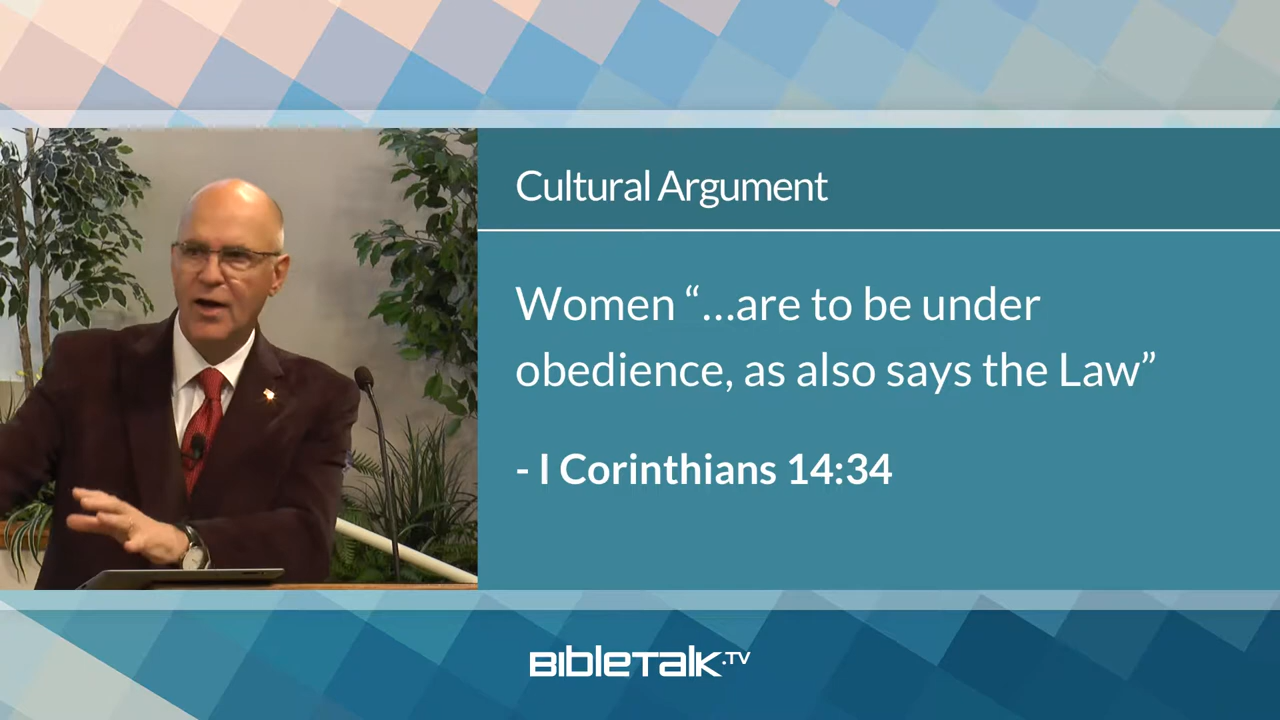 Cultural Argument
Women “...are to be under
obedience, as also says the Law”
- I Corinthians 14:34
BibleTalk.TV